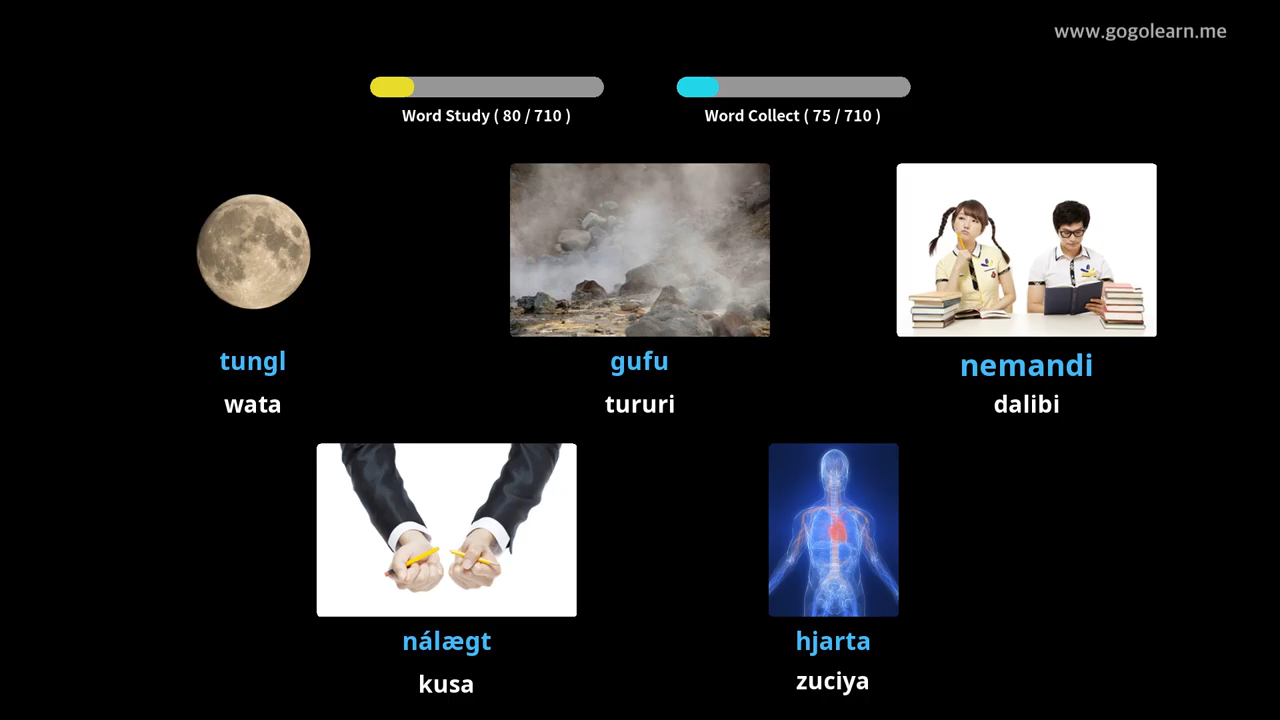 www.gogolearn.me
Word Study ( 80 / 710 )
Word Collect ( 75 / 710 )
tungl
gufu
nemandi
wata
tururi
dalibi
nálægt
hjarta
kusa
zuciya